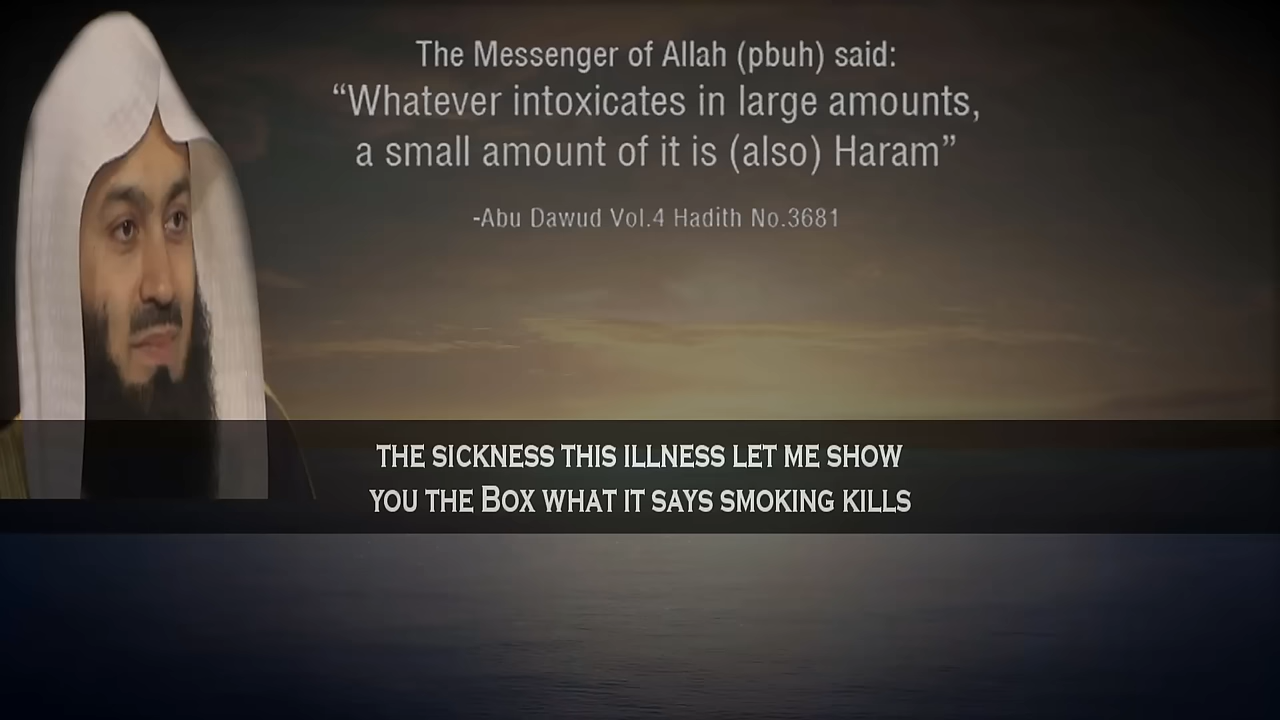 The Messenger of Allah (pbuh) said:
“Whatever intoxicates in large amounts,
a small amount of it is (also) Haram”
-Abu Dawud Vol.4 Hadith No.3681
THE SICKNESS THIS ILLNESS LET ME SHOW
YOU THE BOX WHAT IT SAYS SMOKING KILLS